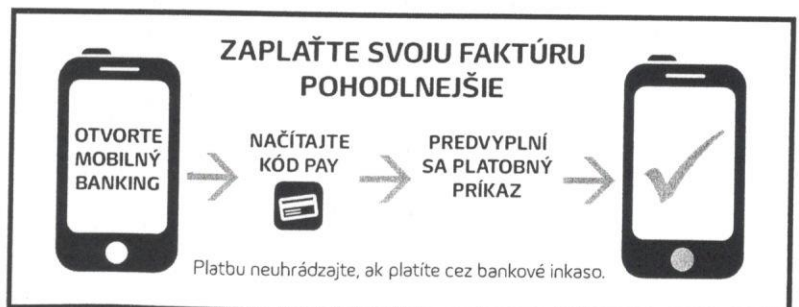 ZAPLAŤTE SVOJU FAKTÚRU
POHODLNEJŠIE
OTVORTE
MOBILNÝ
BANKING
NAČÍTAJTE
KÓD PAY
PREDVYPLNÍ
SA PLATOBNÝ
PRÍKAZ
Platbu neuhrádzajte, ak platíte cez bankové inkaso.